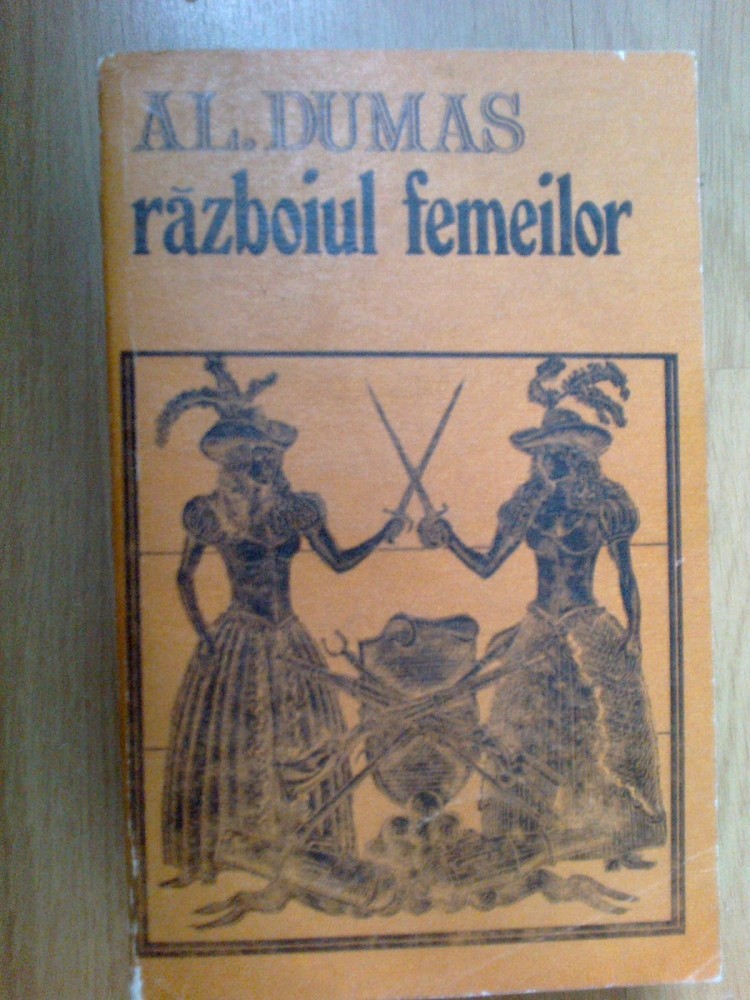 AL. DUMAS
războiul femeilor